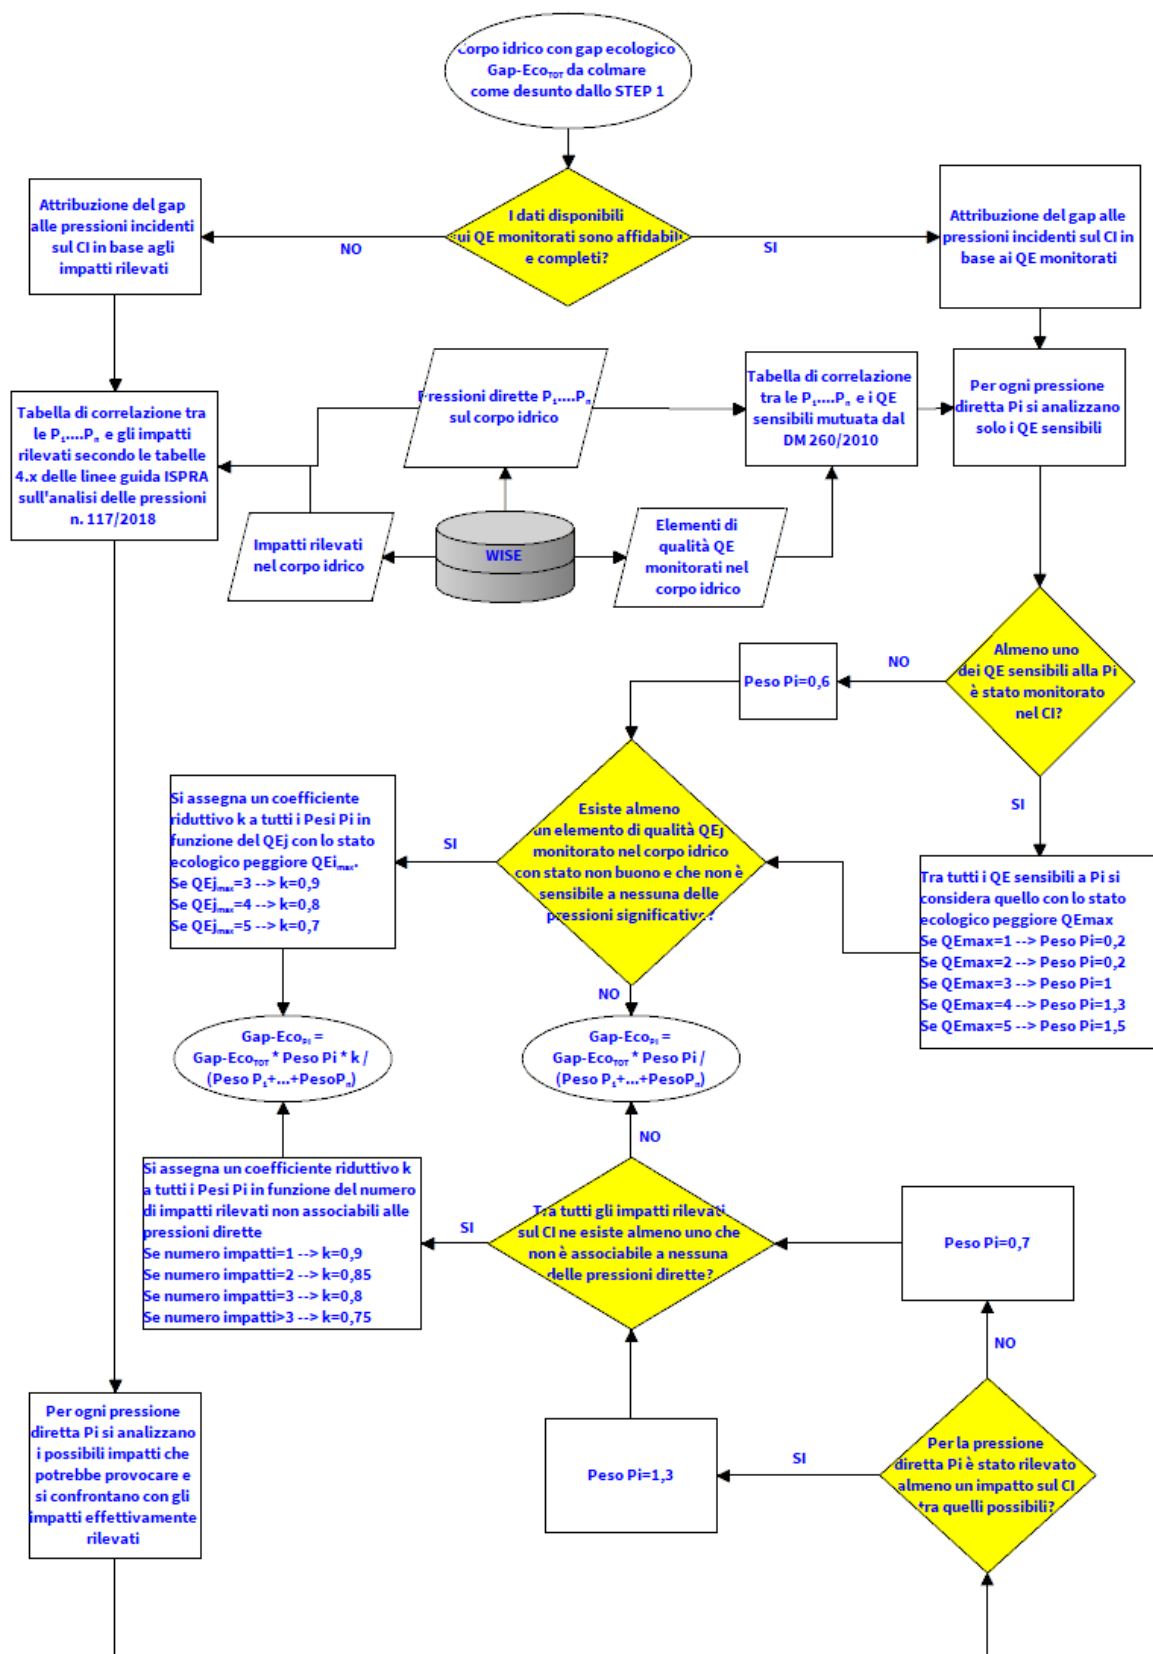 Corpo idrico con gap ecologico
Gap-Eco_TOT da colmare
come desunto dallo STEP 1
I dati disponibili
sui QE monitorati sono affidabili
e completi?
NO
SI
Attribuzione del gap
alle pressioni incidenti
sul CI in base agli
impatti rilevati
Attribuzione del gap alle
pressioni incidenti sul CI in
base ai QE monitorati
Tabella di correlazione tra
le P₁....Pₙ e gli impatti
rilevati secondo le tabelle
4.x delle linee guida ISPRA
sull'analisi delle pressioni
n. 117/2018
Pressioni dirette P₁....Pₙ
sul corpo idrico
Tabella di correlazione
tra le P₁....Pₙ e i QE
sensibili mutuata dal
DM 260/2010
Per ogni pressione
diretta Pi si analizzano
solo i QE sensibili
Impatti rilevati
nel corpo idrico
WISE
Elementi di
qualità QE
monitorati nel
corpo idrico
Almeno uno
dei QE sensibili alla Pi
è stato monitorato
nel CI?
NO
SI
Peso Pi=0,6
Esiste almeno
un elemento di qualità QEj
monitorato nel corpo idrico
con stato non buono e che non è
sensibile a nessuna delle
pressioni significative?
SI
NO
Si assegna un coefficiente
riduttivo k a tutti i Pesi Pi in
funzione del QEj con lo stato
ecologico peggiore QEi_max.
Se QEj_max=3 --> k=0,9
Se QEj_max=4 --> k=0,8
Se QEj_max=5 --> k=0,7
Tra tutti i QE sensibili a Pi si
considera quello con lo stato
ecologico peggiore QEmax
Se QEmax=1 --> Peso Pi=0,2
Se QEmax=2 --> Peso Pi=0,2
Se QEmax=3 --> Peso Pi=1
Se QEmax=4 --> Peso Pi=1,3
Se QEmax=5 --> Peso Pi=1,5
Gap-Eco_Pi =
Gap-Eco_TOT * Peso Pi * k /
(Peso P₁+...+PesoPₙ)
Gap-Eco_Pi =
Gap-Eco_TOT * Peso Pi /
(Peso P₁+...+PesoPₙ)
NO
Si assegna un coefficiente riduttivo k
a tutti i Pesi Pi in funzione del numero
di impatti rilevati non associabili alle
pressioni dirette
Se numero impatti=1 --> k=0,9
Se numero impatti=2 --> k=0,85
Se numero impatti=3 --> k=0,8
Se numero impatti>3 --> k=0,75
SI
Tra tutti gli impatti rilevati
sul CI ne esiste almeno uno che
non è associabile a nessuna
delle pressioni dirette?
Peso Pi=0,7
NO
Per ogni pressione
diretta Pi si analizzano
i possibili impatti che
potrebbe provocare e
si confrontano con gli
impatti effettivamente
rilevati
Peso Pi=1,3
SI
Per la pressione
diretta Pi è stato rilevato
almeno un impatto sul CI
tra quelli possibili?